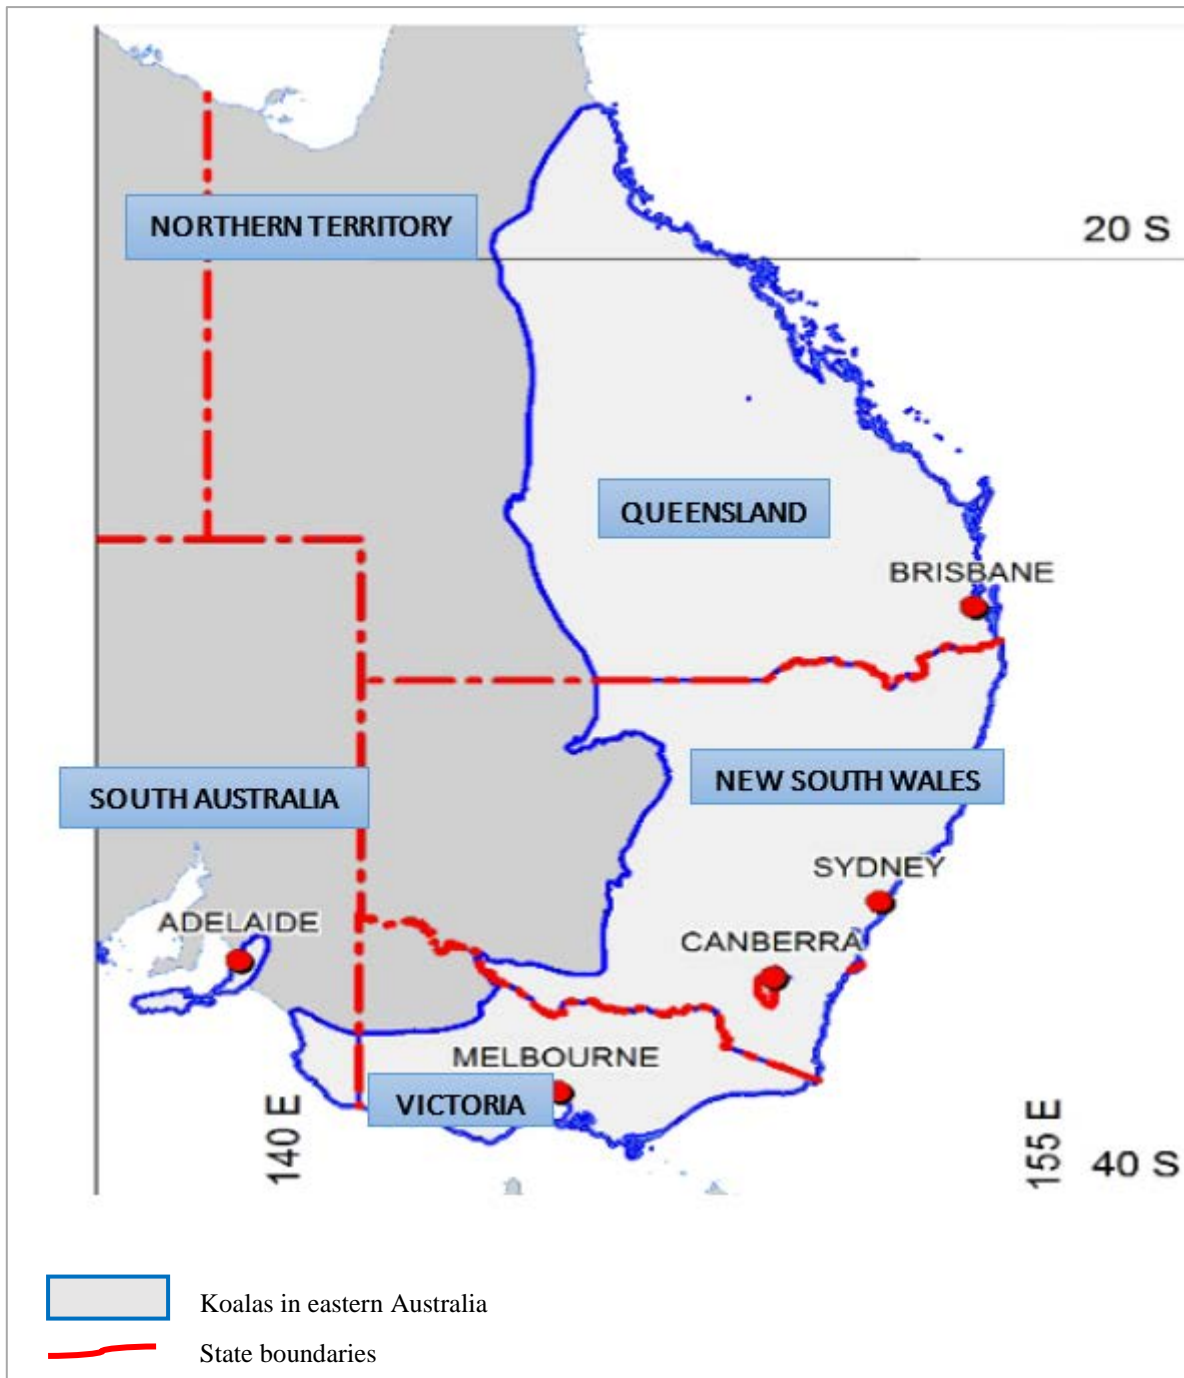 NORTHERN TERRITORY
20 S
QUEENSLAND
BRISBANE
NEW SOUTH WALES
SOUTH AUSTRALIA
SYDNEY
ADELAIDE
CANBERRA
MELBOURNE
VICTORIA
140 E
155 E
40 S
Koalas in eastern Australia
State boundaries